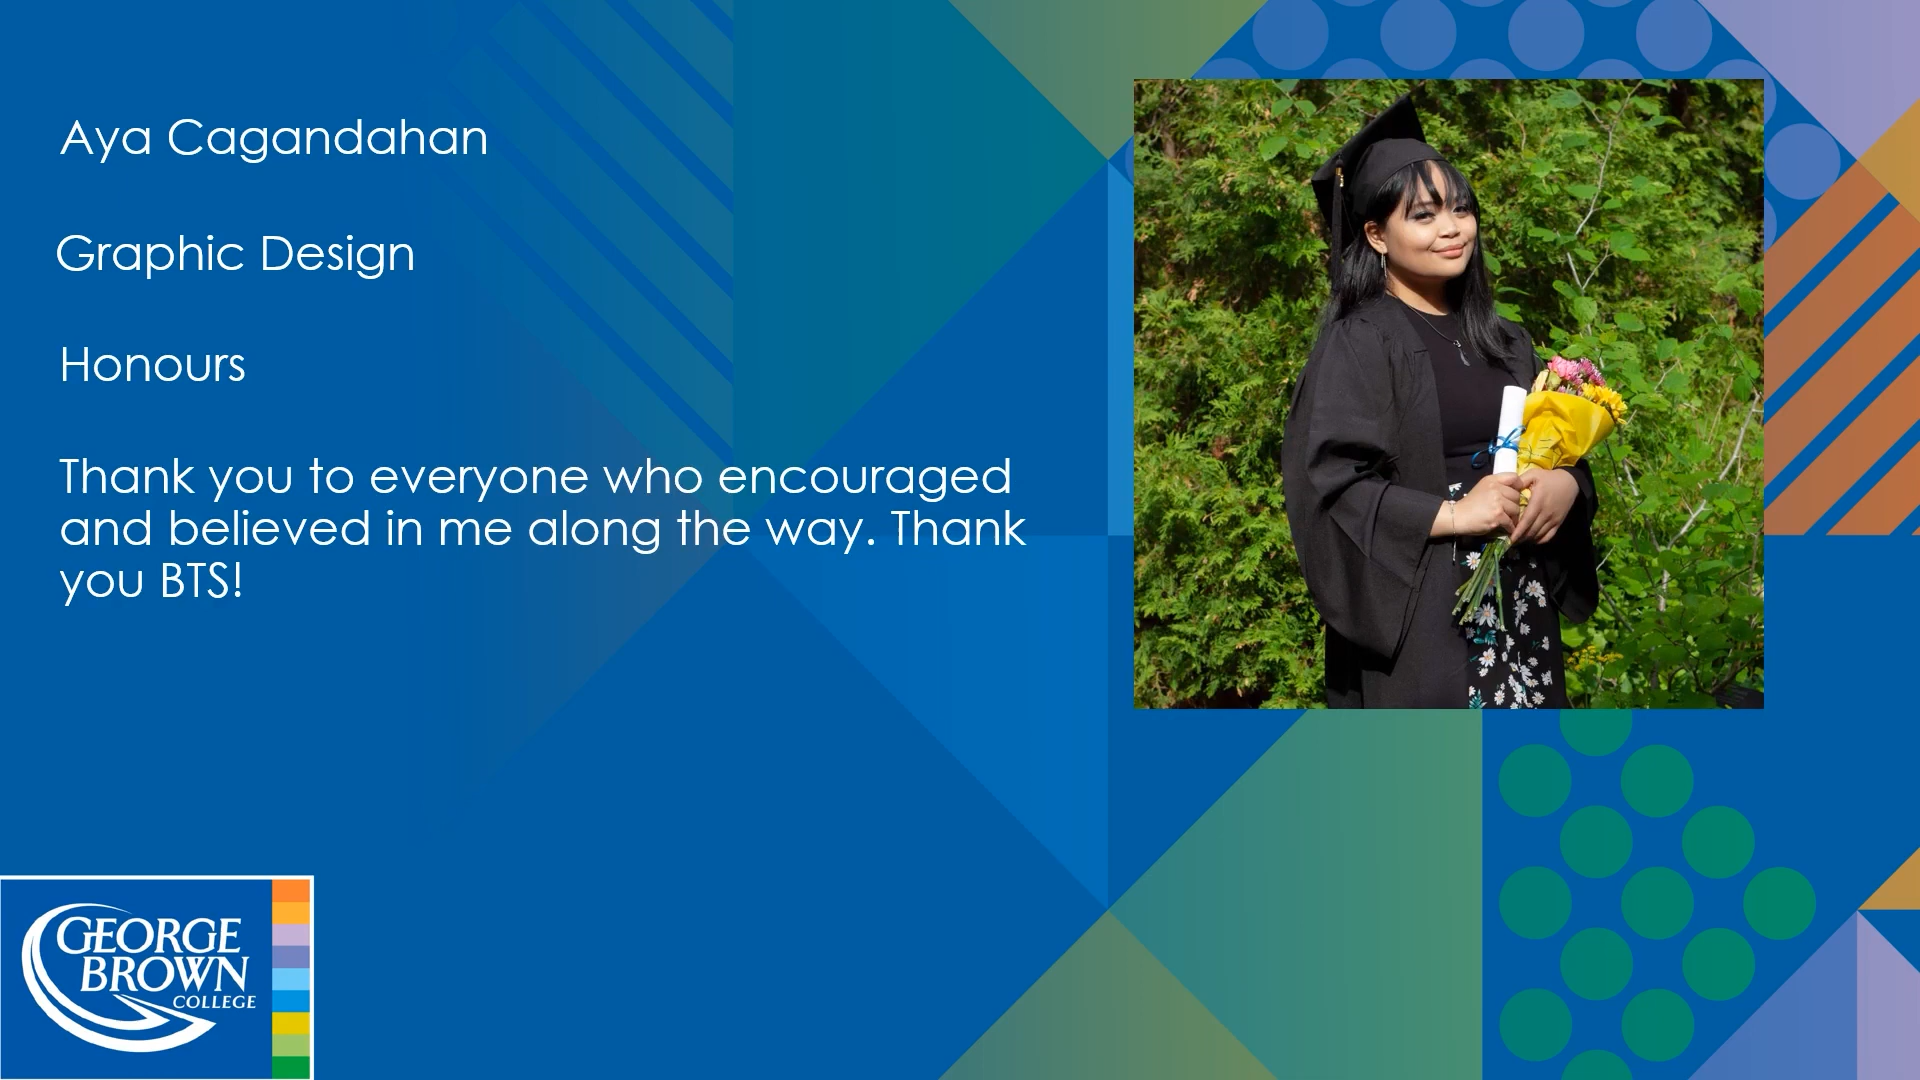 Aya Cagandahan
Graphic Design
Honours
Thank you to everyone who encouraged
and believed in me along the way. Thank
you BTS!
GEORGE
BROWN
COLLEGE